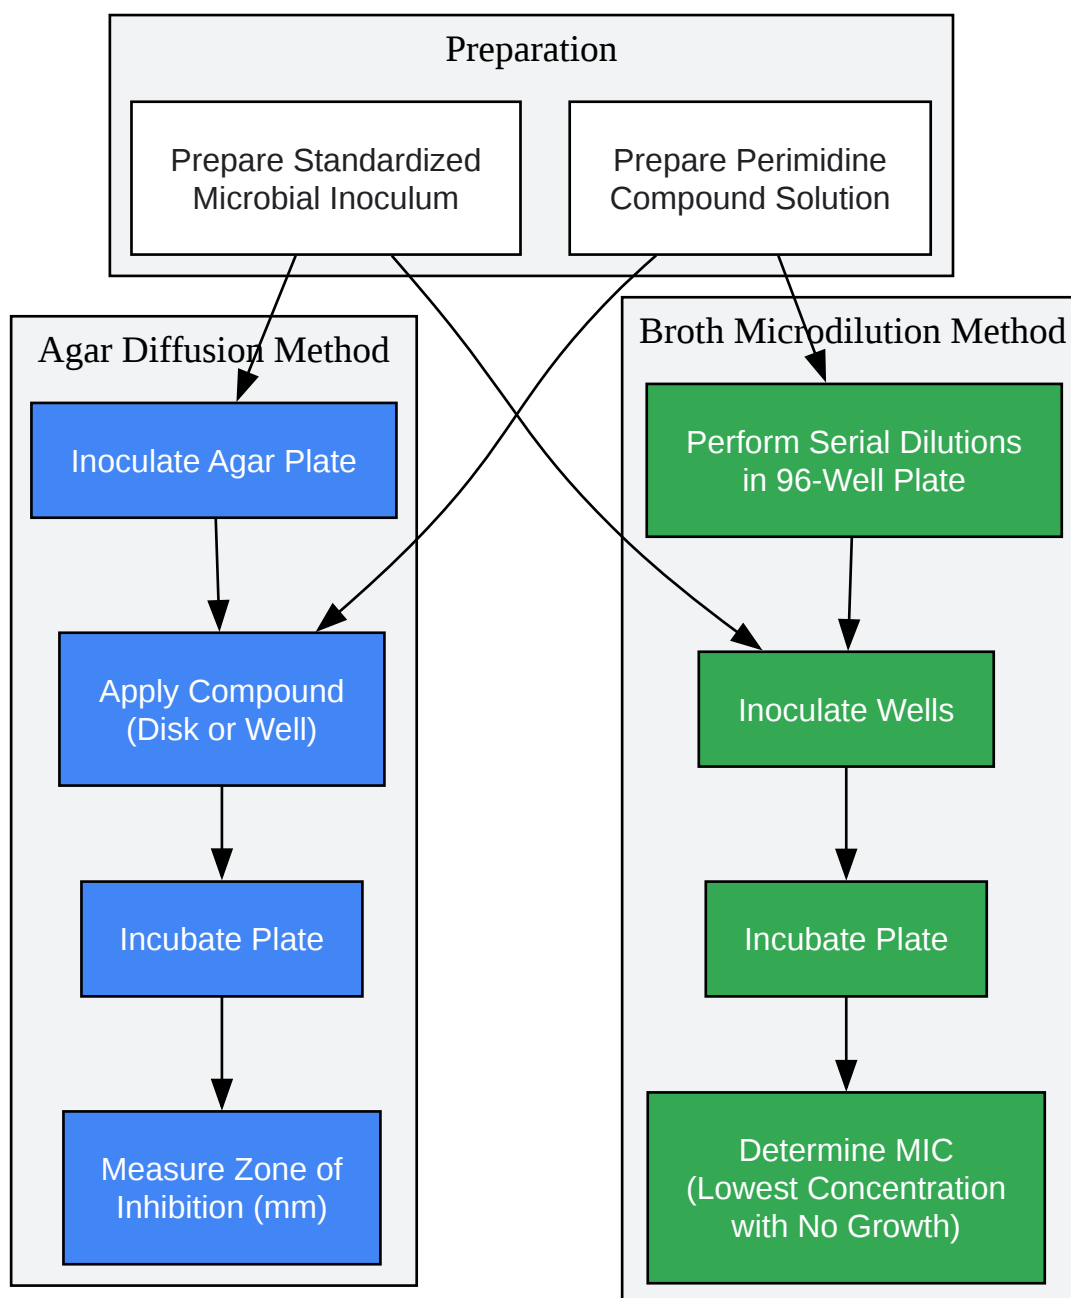 Preparation
Prepare Standardized
Microbial Inoculum
Prepare Perimidine
Compound Solution
Agar Diffusion Method
Inoculate Agar Plate
Apply Compound
(Disk or Well)
Incubate Plate
Measure Zone of
Inhibition (mm)
Broth Microdilution Method
Perform Serial Dilutions
in 96-Well Plate
Inoculate Wells
Incubate Plate
Determine MIC
(Lowest Concentration
with No Growth)